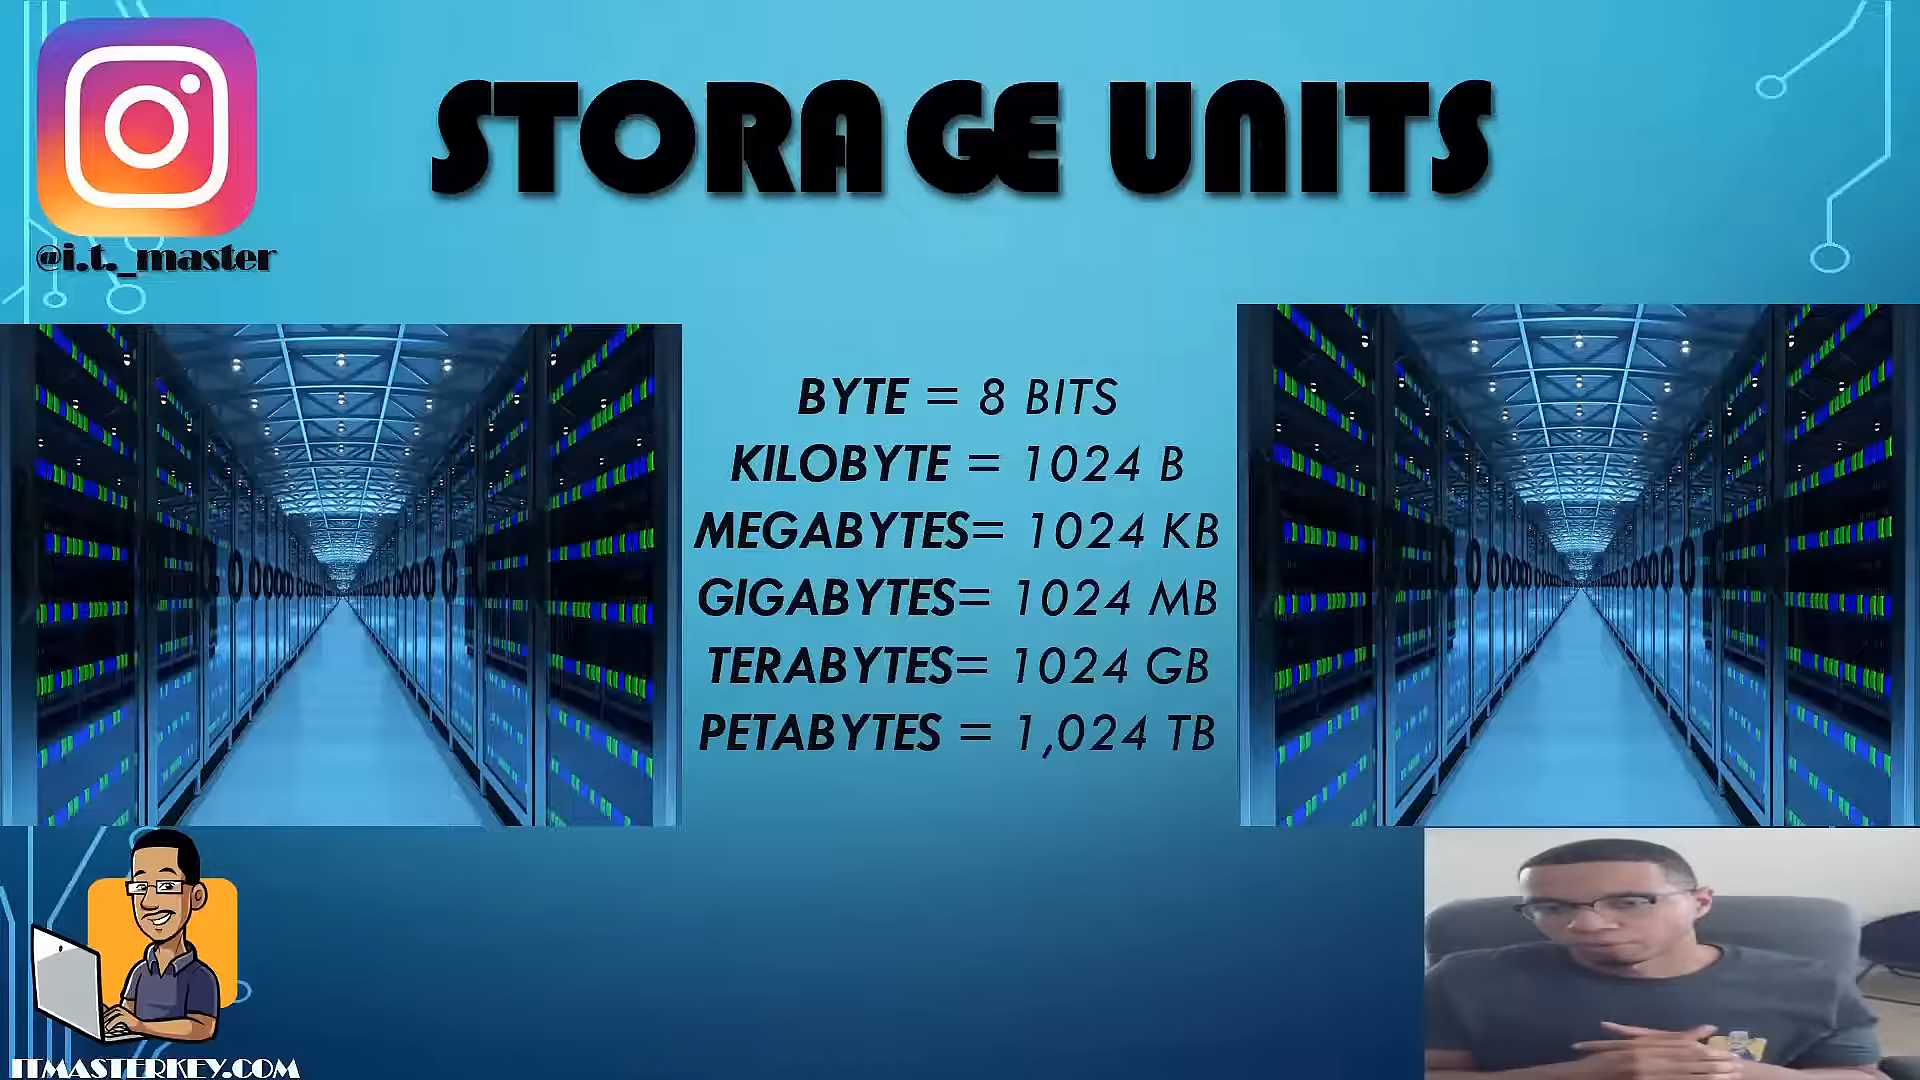 STORAGE UNITS
@i.t._master
BYTE = 8 BITS
KILOBYTE = 1024 B
MEGABYTES= 1024 KB
GIGABYTES= 1024 MB
TERABYTES= 1024 GB
PETABYTES = 1,024 TB
ITMASTERKEY.COM